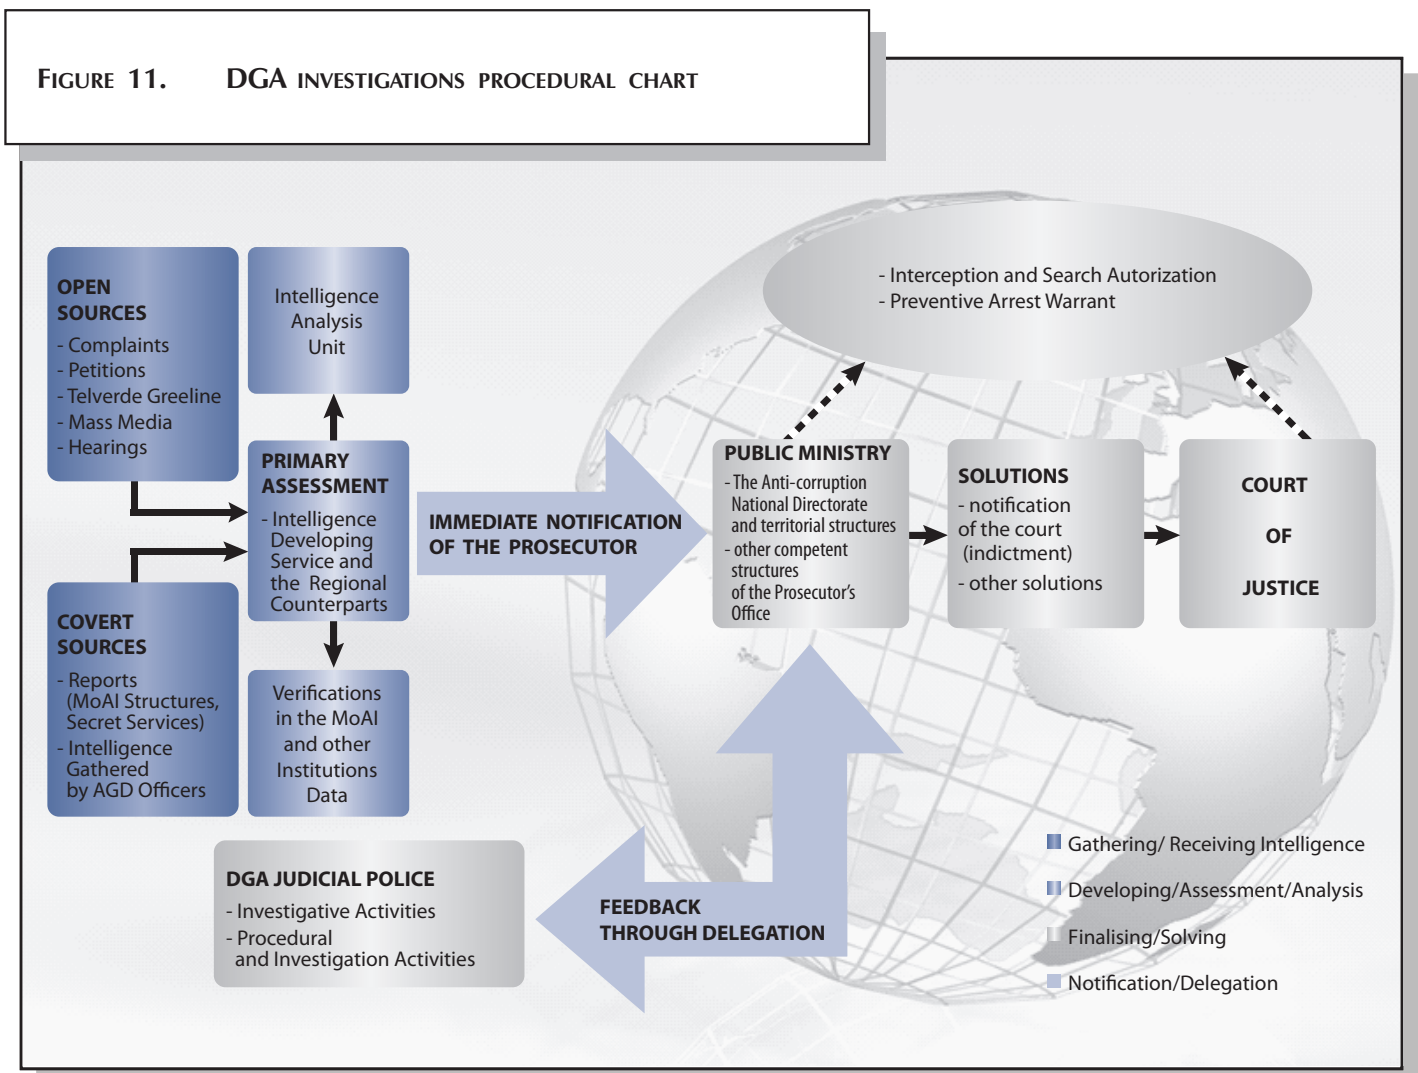 FIGURE 11. DGA INVESTIGATIONS PROCEDURAL CHART
OPEN
SOURCES
- Complaints
- Petitions
- Telverde Greeline
- Mass Media
- Hearings
Intelligence
Analysis
Unit
PRIMARY
ASSESSMENT
- Intelligence
Developing
Service and
the Regional
Counterparts
COVERT
SOURCES
- Reports
(MoAI Structures,
Secret Services)
- Intelligence
Gathered
by AGD Officers
Verifications
in the MoAI
and other
Institutions
Data
IMMEDIATE NOTIFICATION
OF THE PROSECUTOR
- Interception and Search Autorization
- Preventive Arrest Warrant
PUBLIC MINISTRY
- The Anti-corruption
National Directorate
and territorial structures
- other competent
structures
of the Prosecutor's
Office
SOLUTIONS
- notification
of the court
(indictment)
- other solutions
COURT
OF
JUSTICE
DGA JUDICIAL POLICE
- Investigative Activities
- Procedural
and Investigation Activities
FEEDBACK
THROUGH DELEGATION
Gathering/ Receiving Intelligence
Developing/Assessment/Analysis
Finalising/Solving
Notification/Delegation